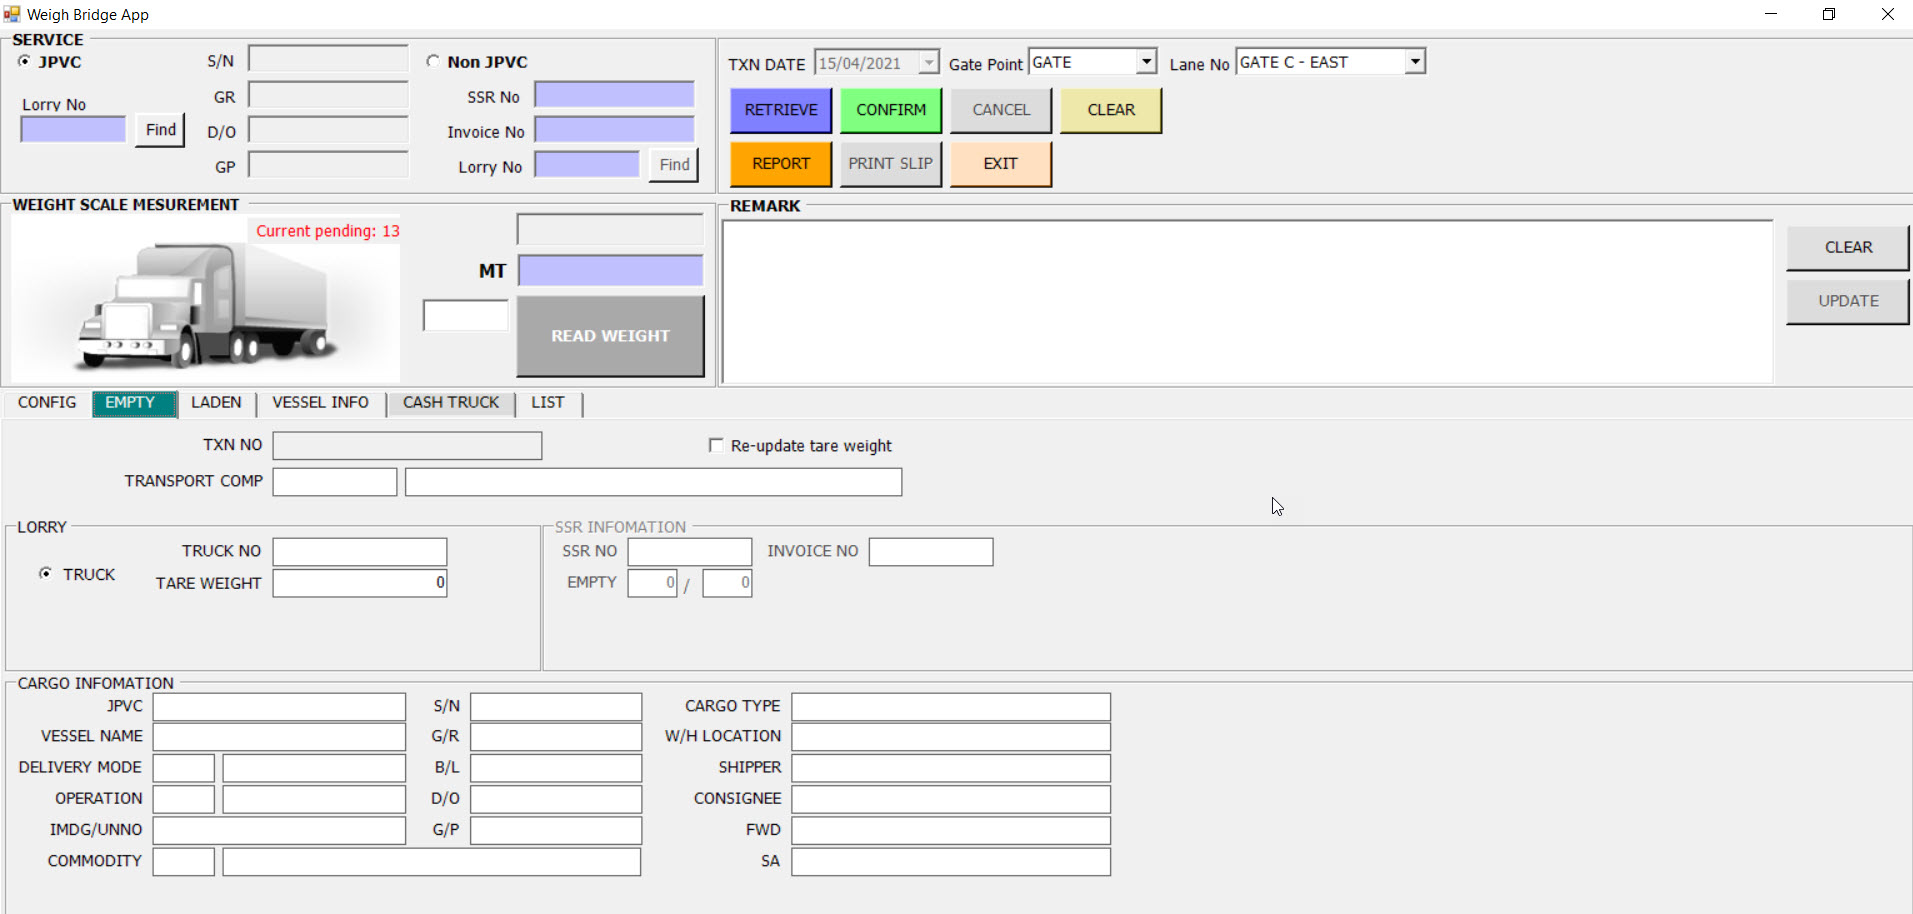 Weigh Bridge App
SERVICE
JPVC
S/N
Non JPVC
GR
SSR No
Lorry No
Find
D/O
Invoice No
GP
Lorry No
Find
TXN DATE 15/04/2021 Gate Point GATE Lane No GATE C - EAST
RETRIEVE CONFIRM CANCEL CLEAR
REPORT PRINT SLIP EXIT
WEIGHT SCALE MESUREMENT
Current pending: 13
MT
READ WEIGHT
REMARK
CLEAR
UPDATE
CONFIG EMPTY LADEN VESSEL INFO CASH TRUCK LIST
TXN NO
Re-update tare weight
TRANSPORT COMP
LORRY
TRUCK NO
TRUCK
TARE WEIGHT 0
SSR INFOMATION
SSR NO INVOICE NO
EMPTY 0 / 0
CARGO INFOMATION
JPVC S/N CARGO TYPE
VESSEL NAME G/R W/H LOCATION
DELIVERY MODE B/L SHIPPER
OPERATION D/O CONSIGNEE
IMDG/UNNO G/P FWD
COMMODITY SA